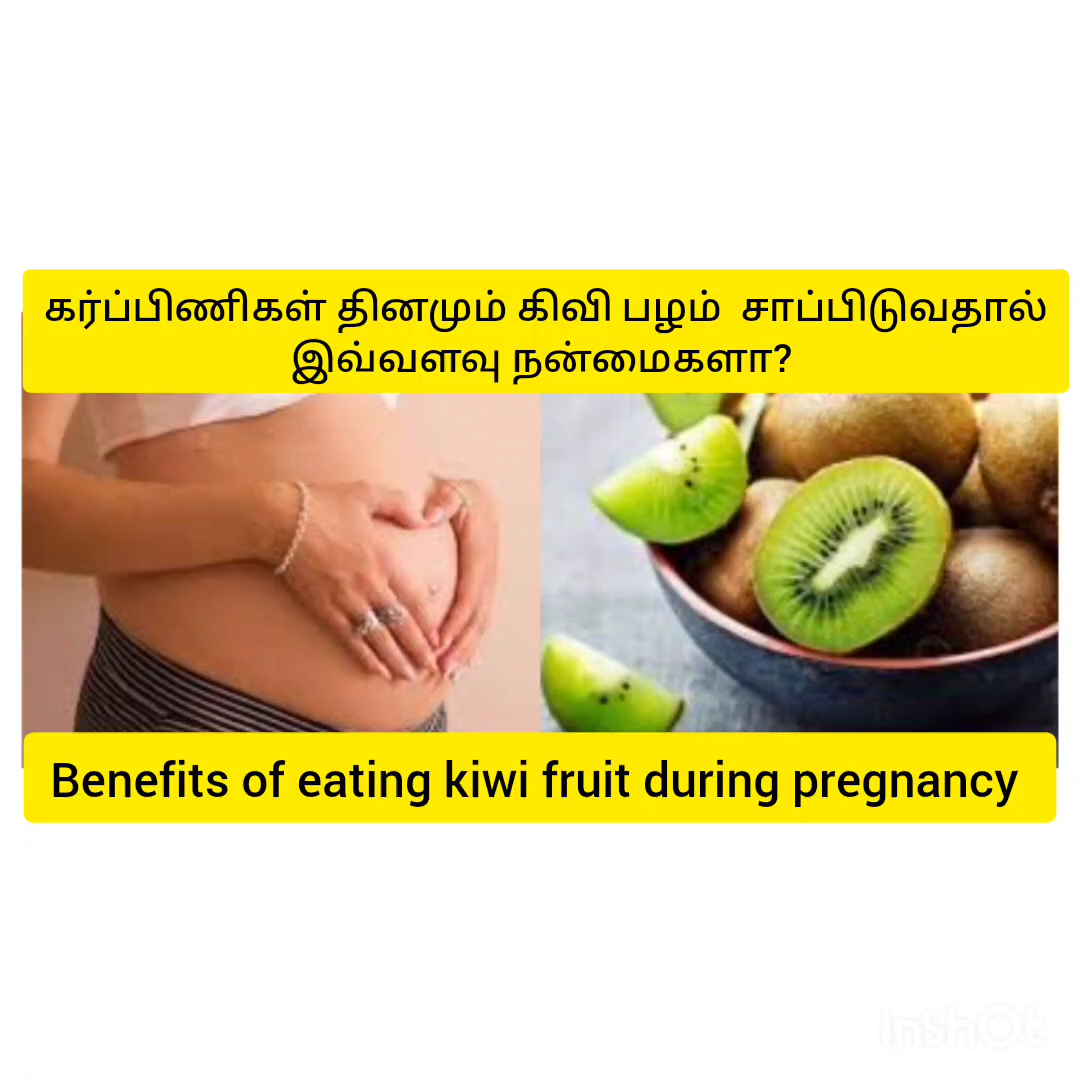 கர்ப்பிணிகள் தினமும் கிவி பழம் சாப்பிடுவதால்
இவ்வளவு நன்மைகளா?
Benefits of eating kiwi fruit during pregnancy
InShOt